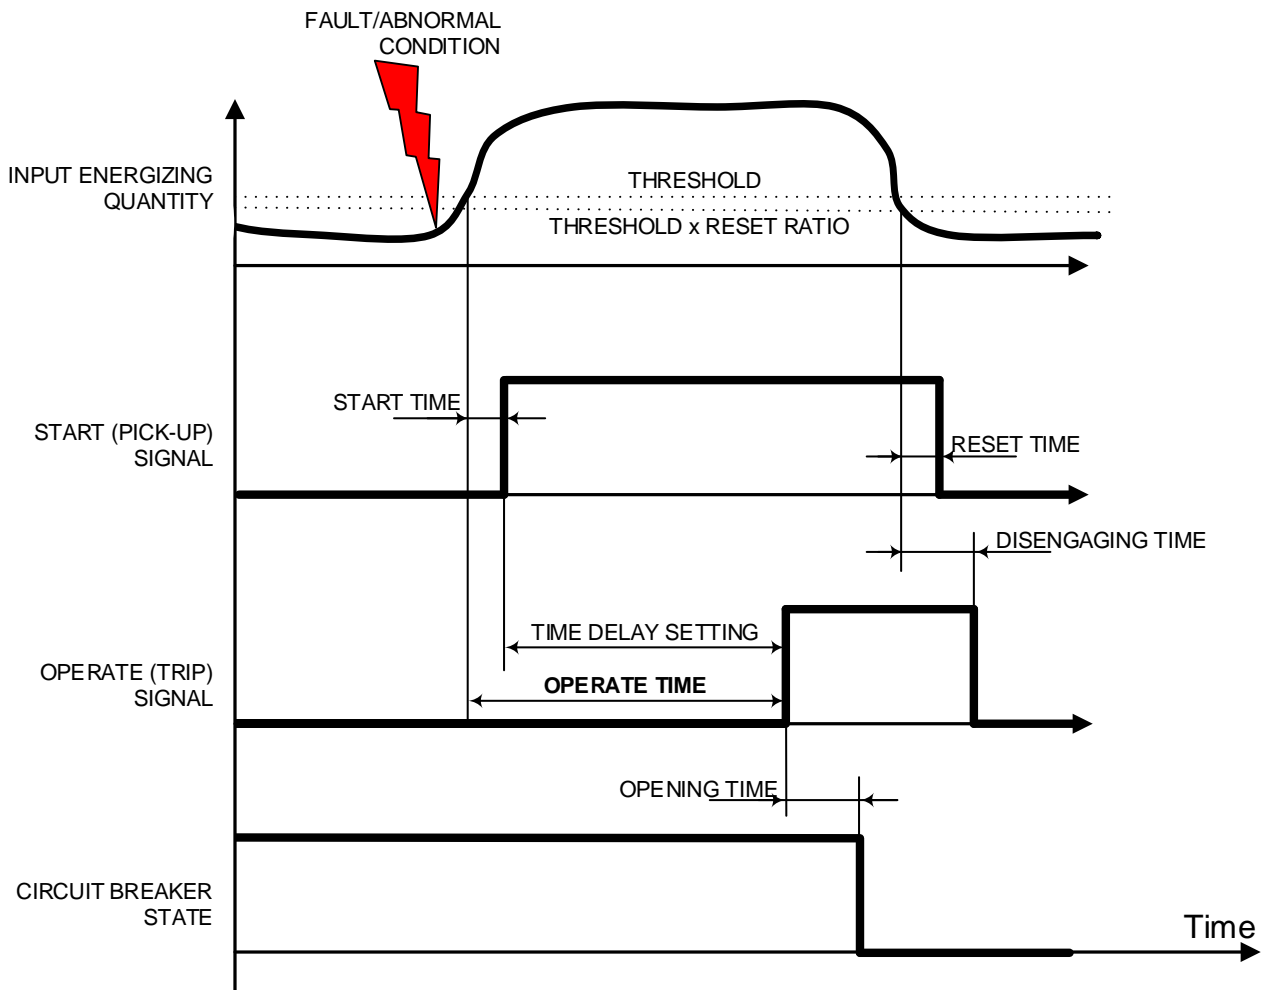 FAULT/ABNORMAL
CONDITION
INPUT ENERGIZING
QUANTITY
THRESHOLD
THRESHOLD x RESET RATIO
START TIME
START (PICK-UP)
SIGNAL
RESET TIME
DISENGAGING TIME
TIME DELAY SETTING
OPERATE (TRIP)
SIGNAL
OPERATE TIME
OPENING TIME
CIRCUIT BREAKER
STATE
Time